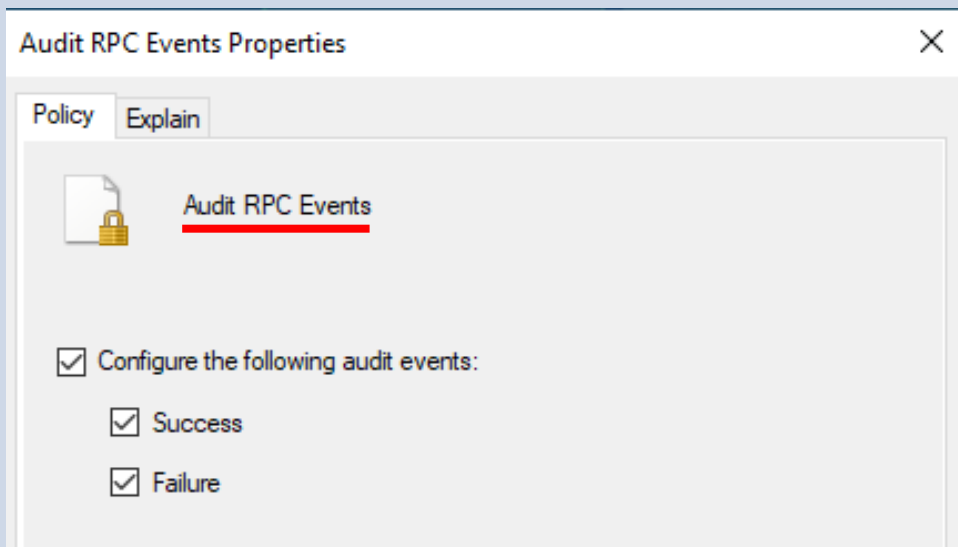 Audit RPC Events Properties
Policy
Explain
Audit RPC Events
Configure the following audit events:
Success
Failure